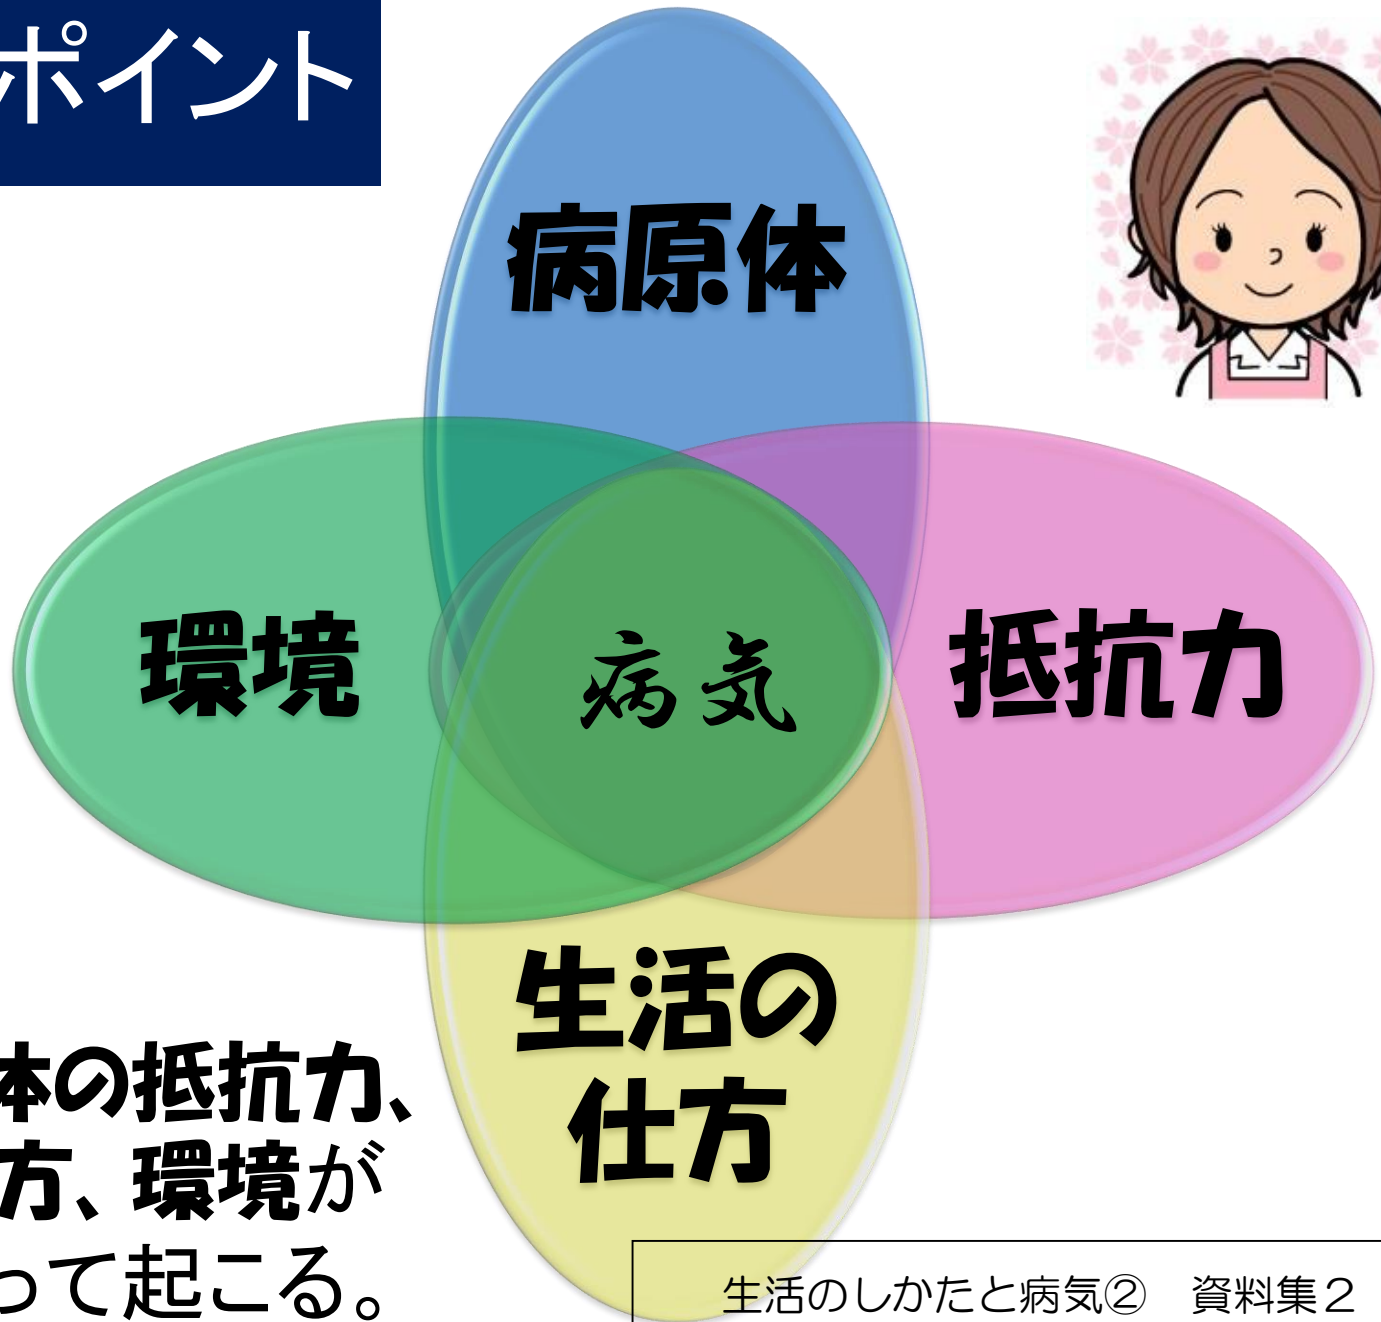 ポイント
病原体
環境
病気
抵抗力
生活の
仕方
体の抵抗力、
方、環境が
って起こる。
生活のしかたと病気② 資料集2